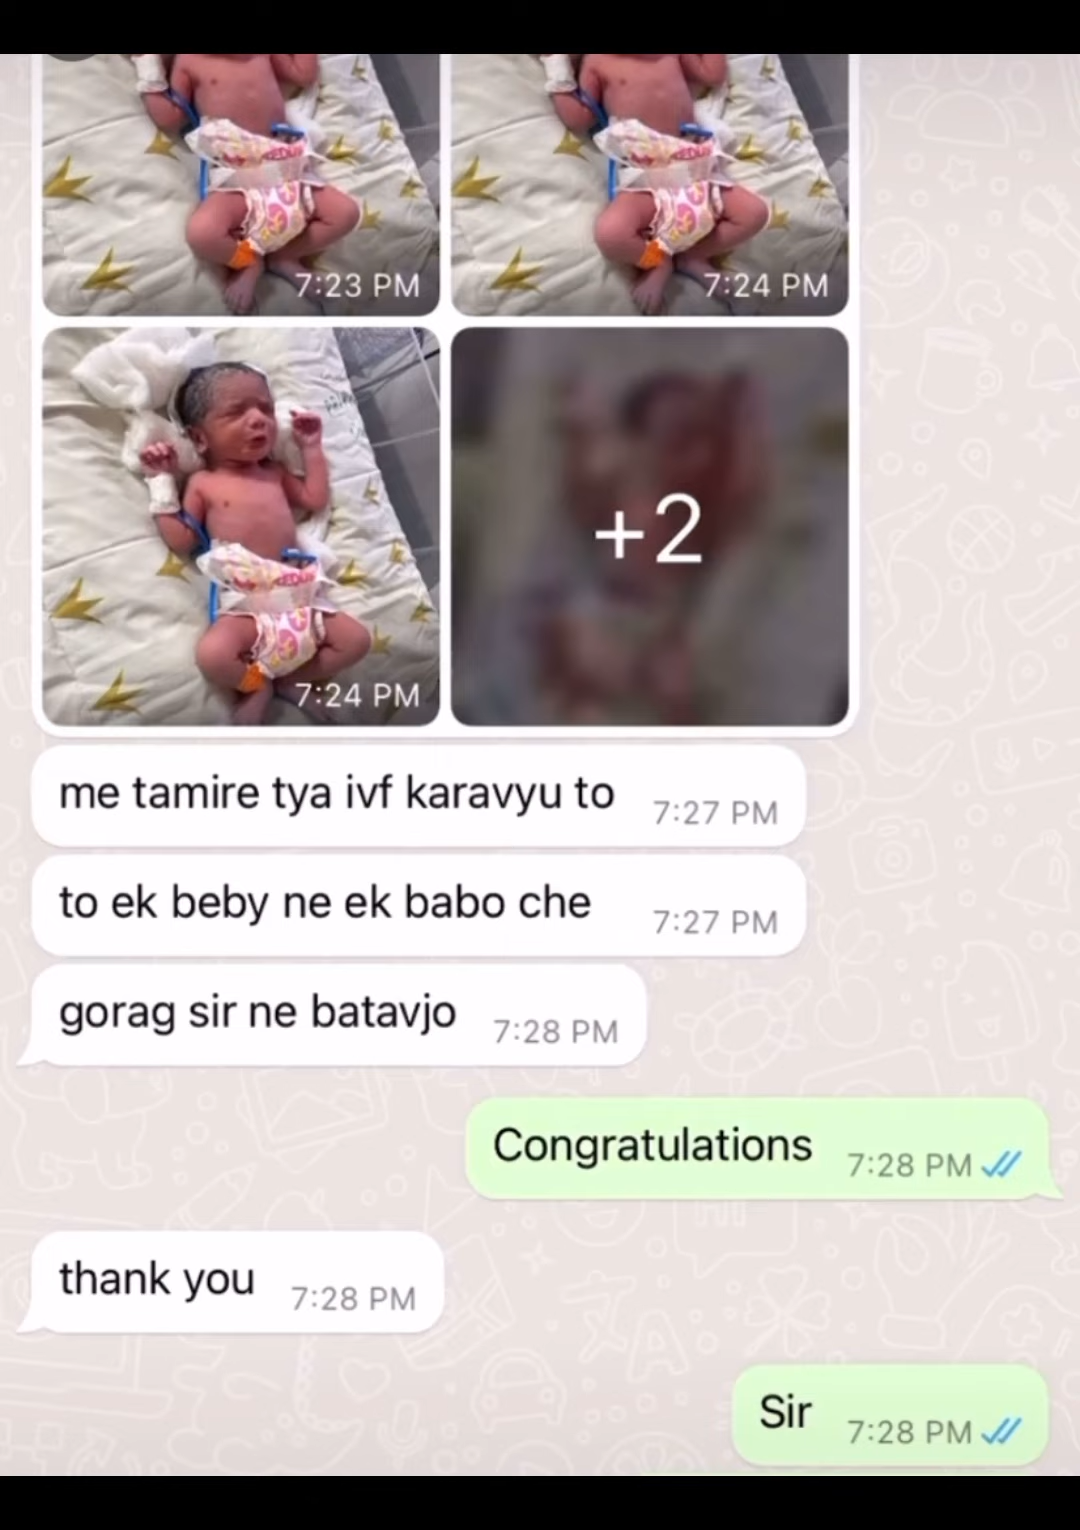 7:23 PM
7:24 PM
7:24 PM
+2
me tamire tya ivf karavyu to 7:27 PM
to ek beby ne ek babo che 7:27 PM
gorag sir ne batavjo 7:28 PM
Congratulations 7:28 PM
thank you 7:28 PM
Sir 7:28 PM